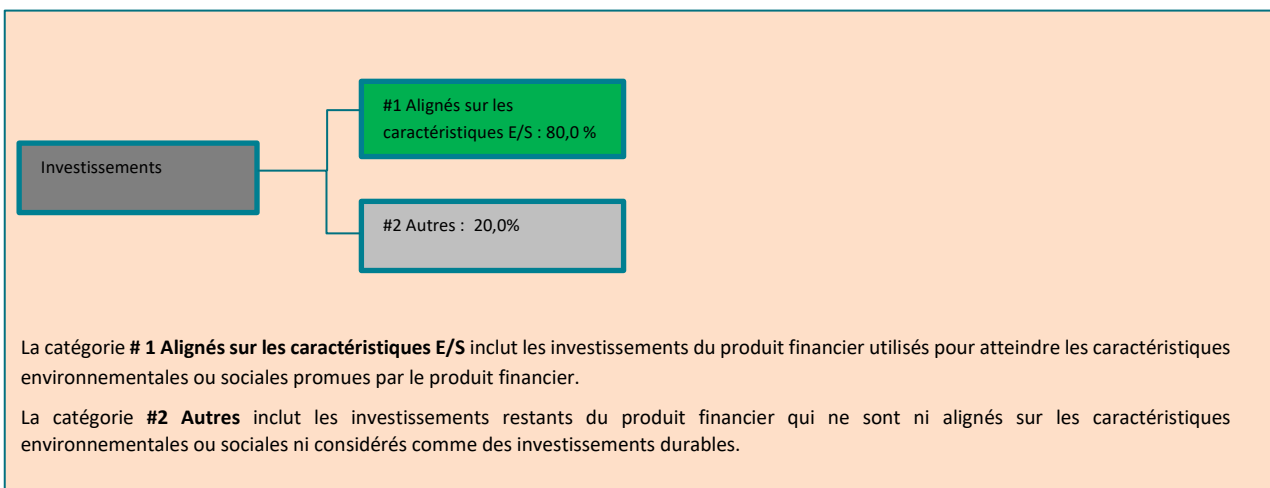 #1 Alignés sur les
caractéristiques E/S : 80,0 %
Investissements
#2 Autres : 20,0%
La catégorie # 1 Alignés sur les caractéristiques E/S inclut les investissements du produit financier utilisés pour atteindre les caractéristiques
environnementales ou sociales promues par le produit financier.
La catégorie #2 Autres inclut les investissements restants du produit financier qui ne sont ni alignés sur les caractéristiques
environnementales ou sociales ni considérés comme des investissements durables.